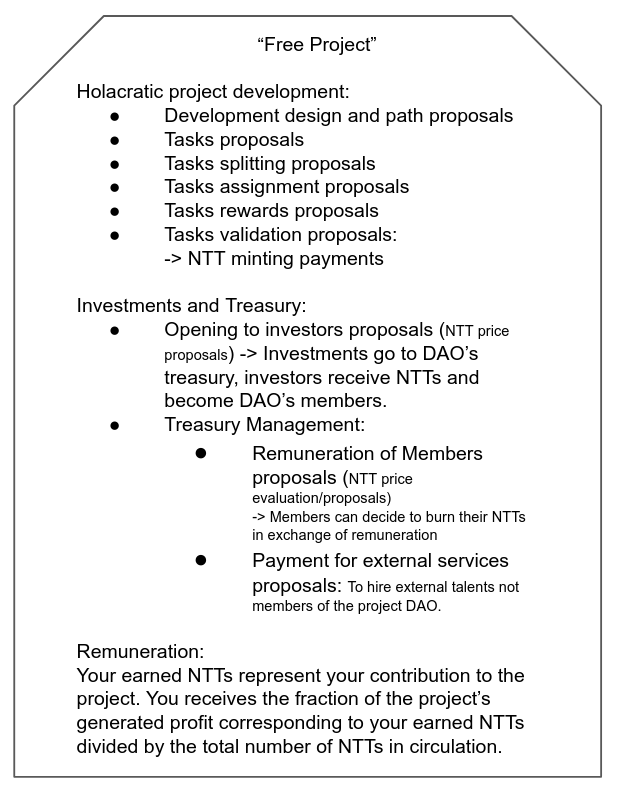 “Free Project”
Holacratic project development:
● Development design and path proposals
● Tasks proposals
● Tasks splitting proposals
● Tasks assignment proposals
● Tasks rewards proposals
● Tasks validation proposals:
-> NTT minting payments
Investments and Treasury:
● Opening to investors proposals (NTT price
proposals) -> Investments go to DAO’s
treasury, investors receive NTTs and
become DAO’s members.
● Treasury Management:
● Remuneration of Members
proposals (NTT price
evaluation/proposals)
-> Members can decide to burn their NTTs
in exchange of remuneration
● Payment for external services
proposals: To hire external talents not
members of the project DAO.
Remuneration:
Your earned NTTs represent your contribution to the
project. You receives the fraction of the project’s
generated profit corresponding to your earned NTTs
divided by the total number of NTTs in circulation.